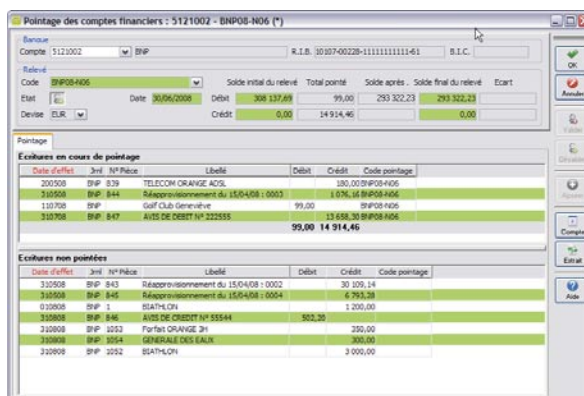 Pointage des comptes financiers : 5121002 - BNP08-N06 (*)
Banque
Compte 5121002 BNP R.I.B. 10107-00228-11111111111-61 B.I.C.
Relevé
Code BNP08-N06 Solde initial du relevé Total pointé Solde après . Solde final du relevé Ecart
Etat Date 30/06/2008 Débit 308 137,69 99,00 293 322,23 293 322,23
Devise EUR Crédit 0,00 14 914,46 0,00
OK
Annuler
Valider
Compte
Extrait
Aide
Pointage
Ecritures en cours de pointage
Date d'effet Jrnl N° Pièce Libellé Débit Crédit Code pointage
200508 BNP 839 TELECOM ORANGE ADSL 180,00 BNP08-N06
310508 BNP 844 Réapprovisionnement du 15/04/08 : 0003 1 076,16 BNP08-N06
110708 BNP Golf Club Geneviève 99,00 BNP08-N06
310708 BNP 847 AVIS DE DEBIT N° 222555 13 658,30 BNP08-N06
99,00 14 914,46
Ecritures non pointées
Date d'effet Jrnl N° Pièce Libellé Débit Crédit Code pointage
310508 BNP 843 Réapprovisionnement du 15/04/08 : 0002 30 109,14
310508 BNP 845 Réapprovisionnement du 15/04/08 : 0004 6 793,28
010808 BNP 1 BIATHLON 1 200,00
310808 BNP 846 AVIS DE CREDIT N° 55544 502,20
310808 BNP 1053 Forfait ORANGE 3H 250,00
310808 BNP 1054 GENERALE DES EAUX 300,00
310808 BNP 1052 BIATHLON 3 000,00